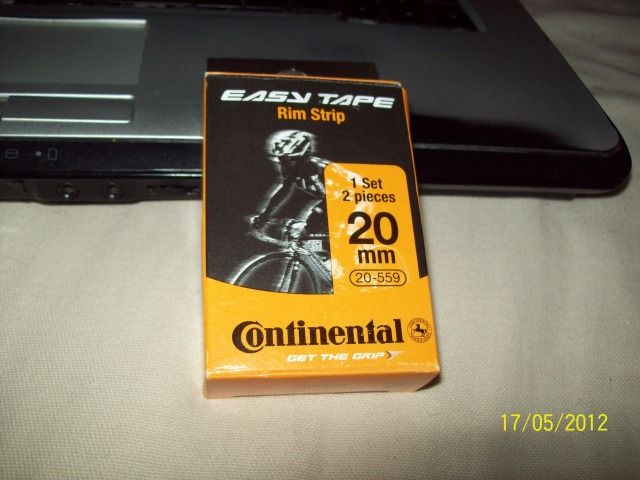 EASY TAPE
Rim Strip
1 Set
2 pieces
20
mm
20-559
Continental
GET THE GRIP
17/05/2012